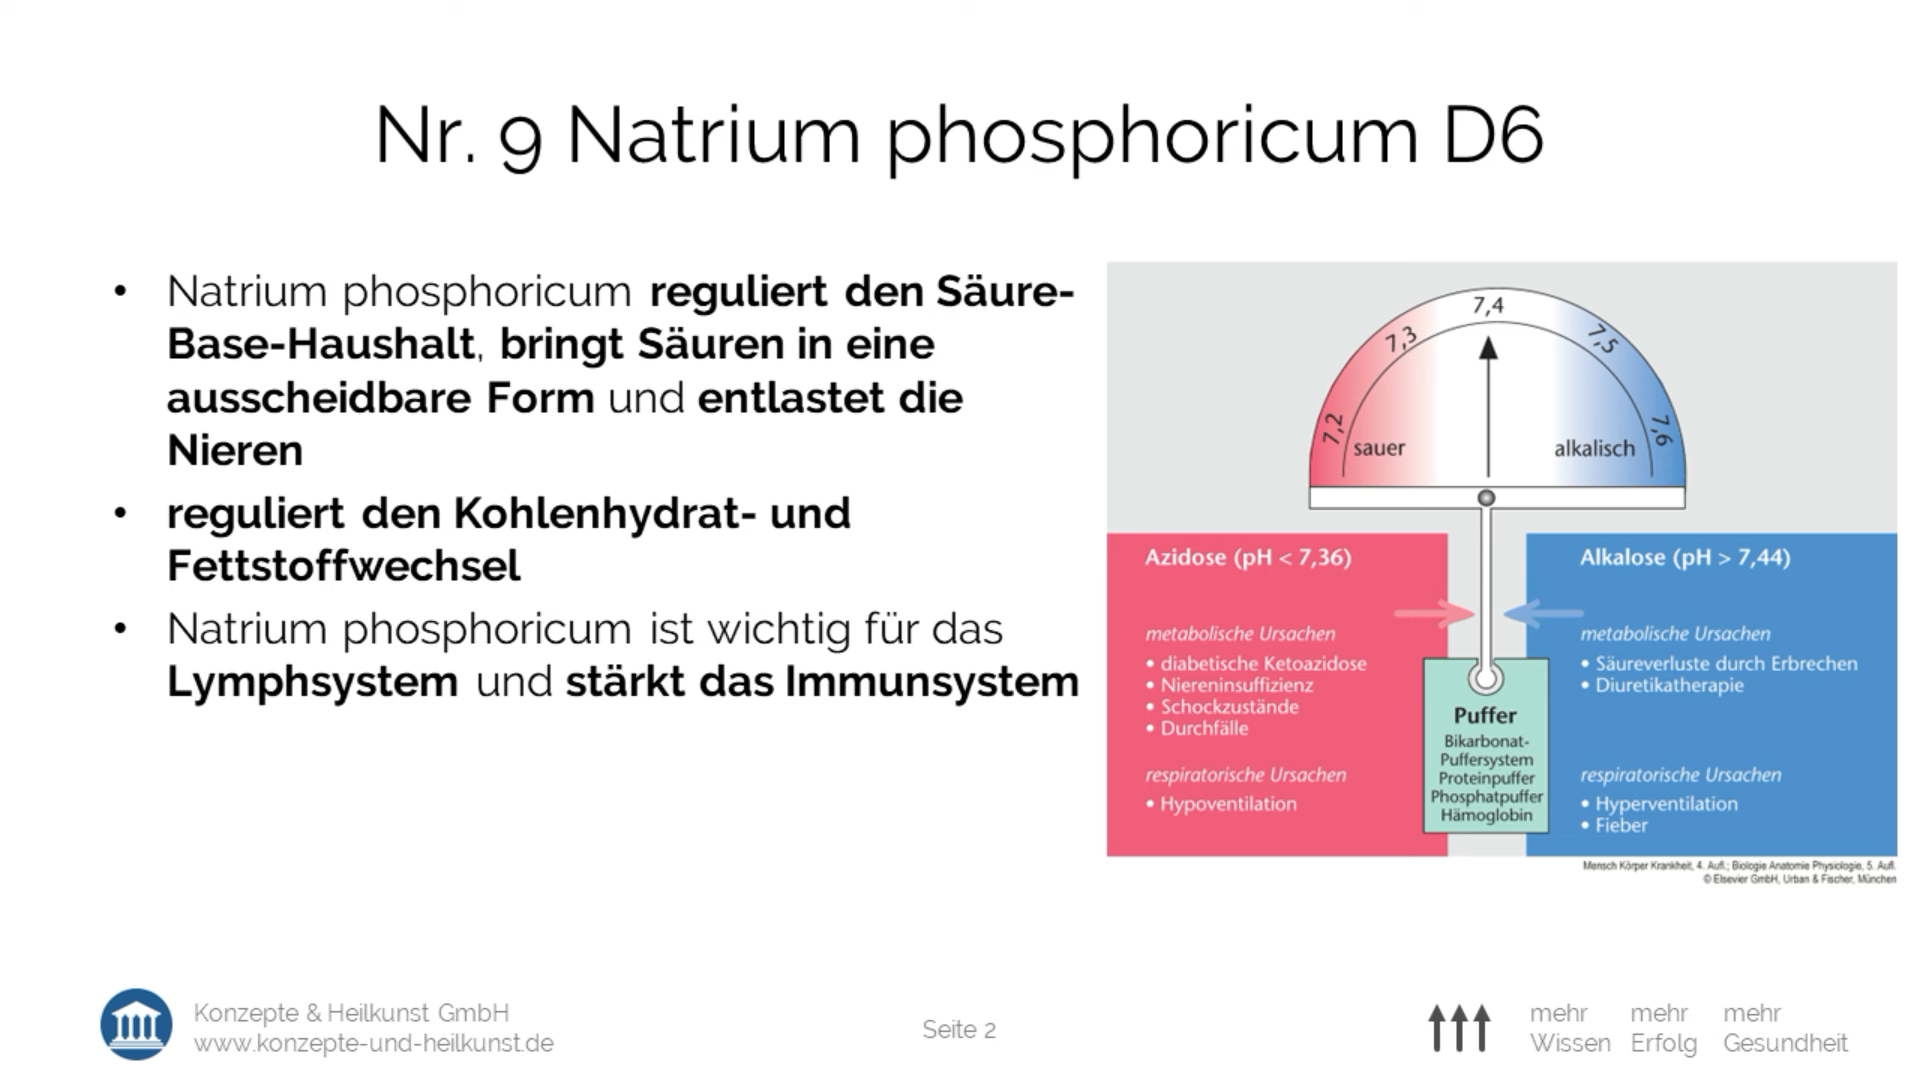 Nr. 9 Natrium phosphoricum D6
• Natrium phosphoricum reguliert den Säure-
Base-Haushalt, bringt Säuren in eine
ausscheidbare Form und entlastet die
Nieren
• reguliert den Kohlenhydrat- und
Fettstoffwechsel
• Natrium phosphoricum ist wichtig für das
Lymphsystem und stärkt das Immunsystem
7,2
7,3
7,4
7,5
7,6
sauer
alkalisch
Azidose (pH < 7,36)
metabolische Ursachen
• diabetische Ketoazidose
• Niereninsuffizienz
• Schockzustände
• Durchfälle
respiratorische Ursachen
• Hypoventilation
Puffer
Bikarbonat-
Puffersystem
Proteinpuffer
Phosphatpuffer
Hämoglobin
Alkalose (pH > 7,44)
metabolische Ursachen
• Säureverluste durch Erbrechen
• Diuretikatherapie
respiratorische Ursachen
• Hyperventilation
• Fieber
Mensch Körper Krankheit, 4. Aufl.; Biologie Anatomie Physiologie, 5. Aufl.
© Elsevier GmbH, Urban & Fischer, München
Konzepte & Heilkunst GmbH
www.konzepte-und-heilkunst.de
Seite 2
mehr mehr mehr
Wissen Erfolg Gesundheit